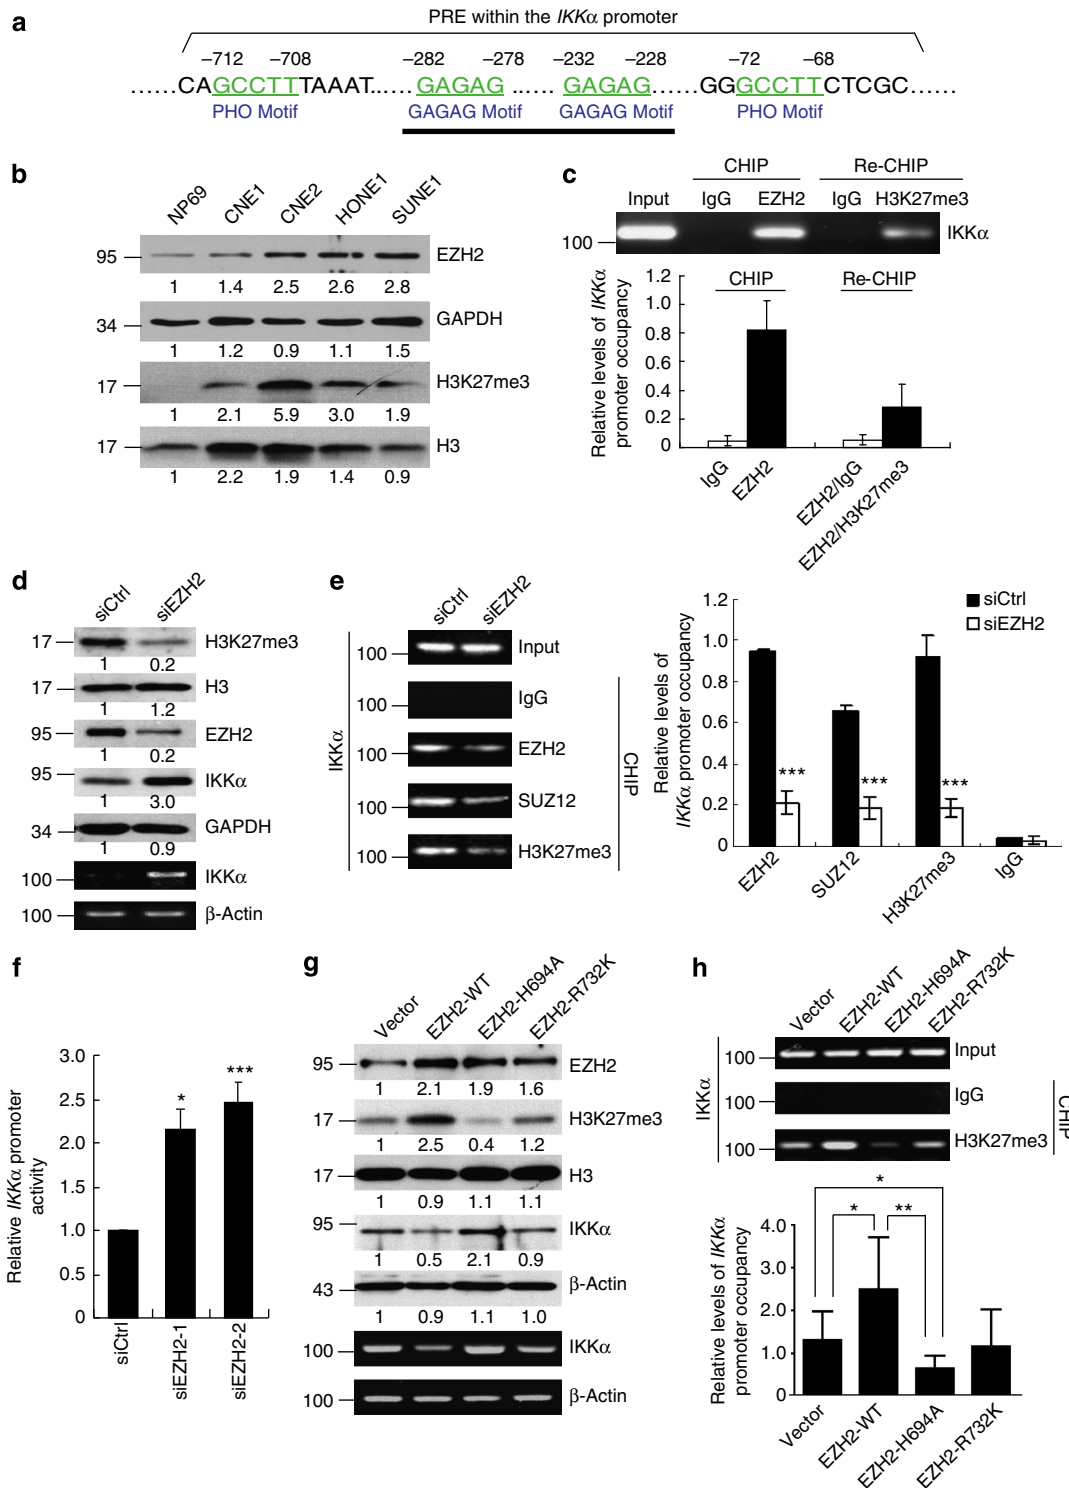 a
PRE within the IKKα promoter
–712 –708 –282 –278 –232 –228 –72 –68
......CAGCCTTTAAAT........GAGAG ...... GAGAG......GGGCCTTCTCGC......
PHO Motif GAGAG Motif GAGAG Motif PHO Motif
b
NP69 CNE1 CNE2 HONE1 SUNE1
95 EZH2
1 1.4 2.5 2.6 2.8
34 GAPDH
1 1.2 0.9 1.1 1.5
17 H3K27me3
1 2.1 5.9 3.0 1.9
17 H3
1 2.2 1.9 1.4 0.9
c
CHIP Re-CHIP
Input IgG EZH2 IgG H3K27me3
100 IKKα
Relative levels of IKKα
promoter occupancy
1.2
1.0
0.8
0.6
0.4
0.2
0
CHIP Re-CHIP
IgG EZH2 EZH2/IgG EZH2/H3K27me3
d
siCtrl siEZH2
17 H3K27me3
1 0.2
17 H3
1 1.2
95 EZH2
1 0.2
95 IKKα
1 3.0
34 GAPDH
1 0.9
100 IKKα
100 β-Actin
e
siCtrl siEZH2
IKKα
100 Input
100 IgG
100 EZH2
100 SUZ12
100 H3K27me3
CHIP
Relative levels of
IKKα promoter occupancy
1.2
1.0
0.8
0.6
0.4
0.2
0
siCtrl
siEZH2
*** *** ***
EZH2 SUZ12 H3K27me3 IgG
f
Relative IKKα promoter
activity
3.0
2.5
2.0
1.5
1.0
0.5
0
* ***
siCtrl siEZH2-1 siEZH2-2
g
Vector EZH2-WT EZH2-H694A EZH2-R732K
95 EZH2
1 2.1 1.9 1.6
17 H3K27me3
1 2.5 0.4 1.2
17 H3
1 0.9 1.1 1.1
95 IKKα
1 0.5 2.1 0.9
43 β-Actin
1 0.9 1.1 1.0
100 IKKα
100 β-Actin
h
Vector EZH2-WT EZH2-H694A EZH2-R732K
IKKα
100 Input
100 IgG
100 H3K27me3
CHIP
Relative levels of IKKα
promoter occupancy
4.0
3.0
2.0
1.0
0
*
* **
Vector EZH2-WT EZH2-H694A EZH2-R732K